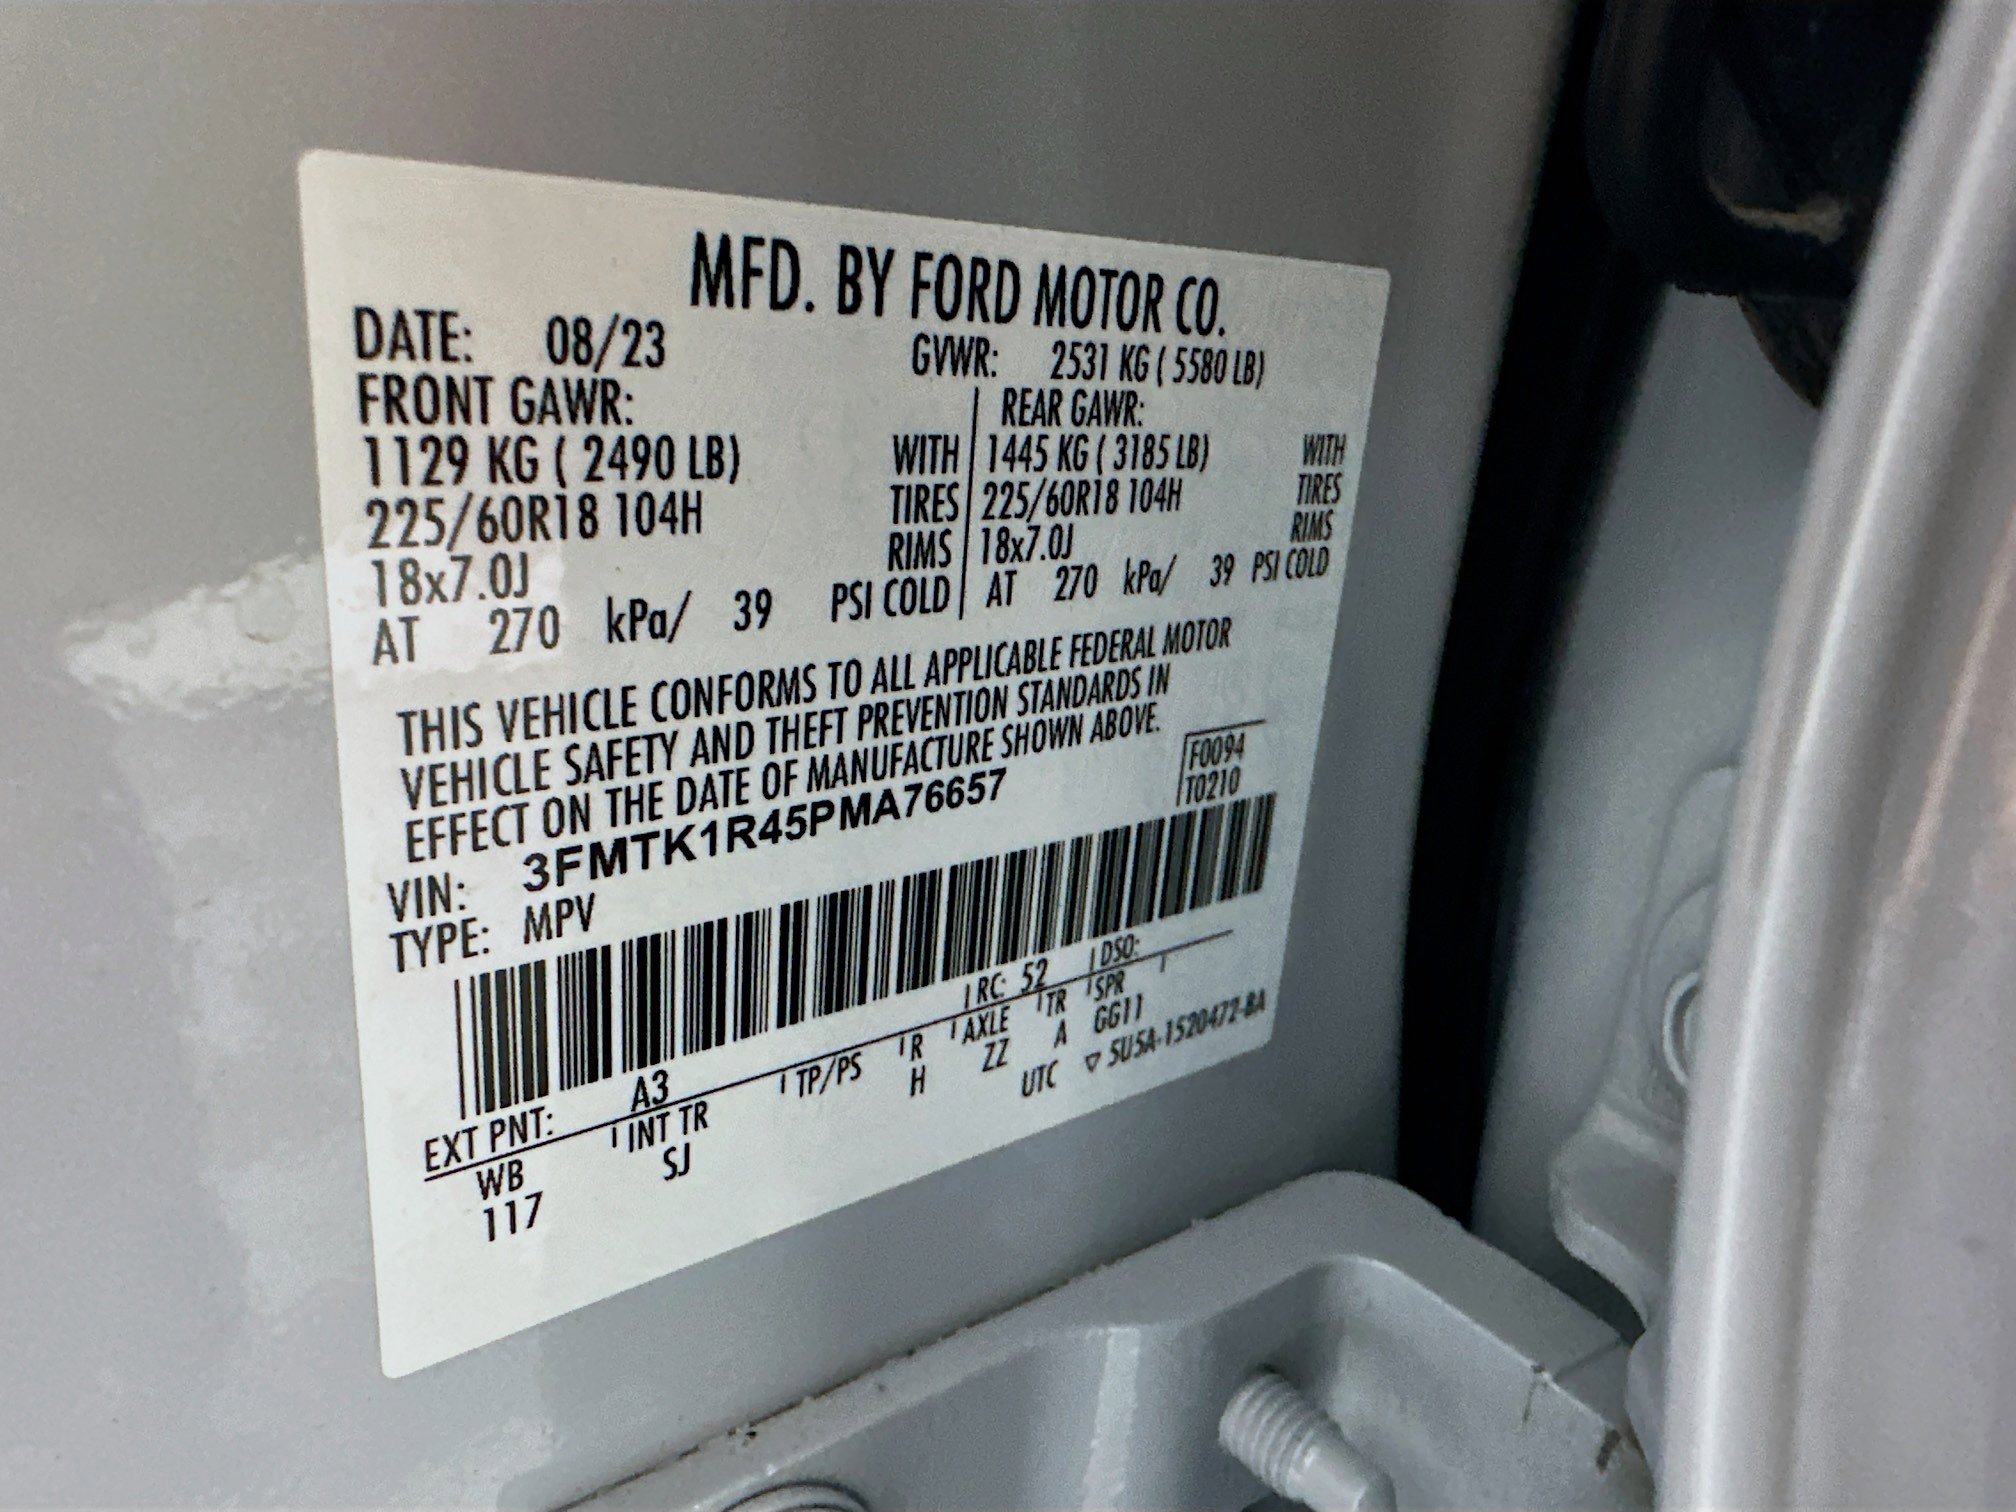 MFD. BY FORD MOTOR CO.
DATE: 08/23 GVWR: 2531 KG ( 5580 LB)
FRONT GAWR: REAR GAWR:
1129 KG ( 2490 LB) WITH 1445 KG ( 3185 LB) WITH
225/60R18 104H TIRES 225/60R18 104H TIRES
18x7.0J RIMS 18x7.0J RIMS
AT 270 kPa/ 39 PSI COLD AT 270 kPa/ 39 PSI COLD
THIS VEHICLE CONFORMS TO ALL APPLICABLE FEDERAL MOTOR
VEHICLE SAFETY AND THEFT PREVENTION STANDARDS IN
EFFECT ON THE DATE OF MANUFACTURE SHOWN ABOVE.
F0094
T0210
VIN: 3FMTK1R45PMA76657
TYPE: MPV
EXT PNT: A3 RC: 52 DSO:
WB INT TR TP/PS R AXLE TR SPR
117 SJ H ZZ A GG11
UTC ▽ 5U5A-1520472-BA